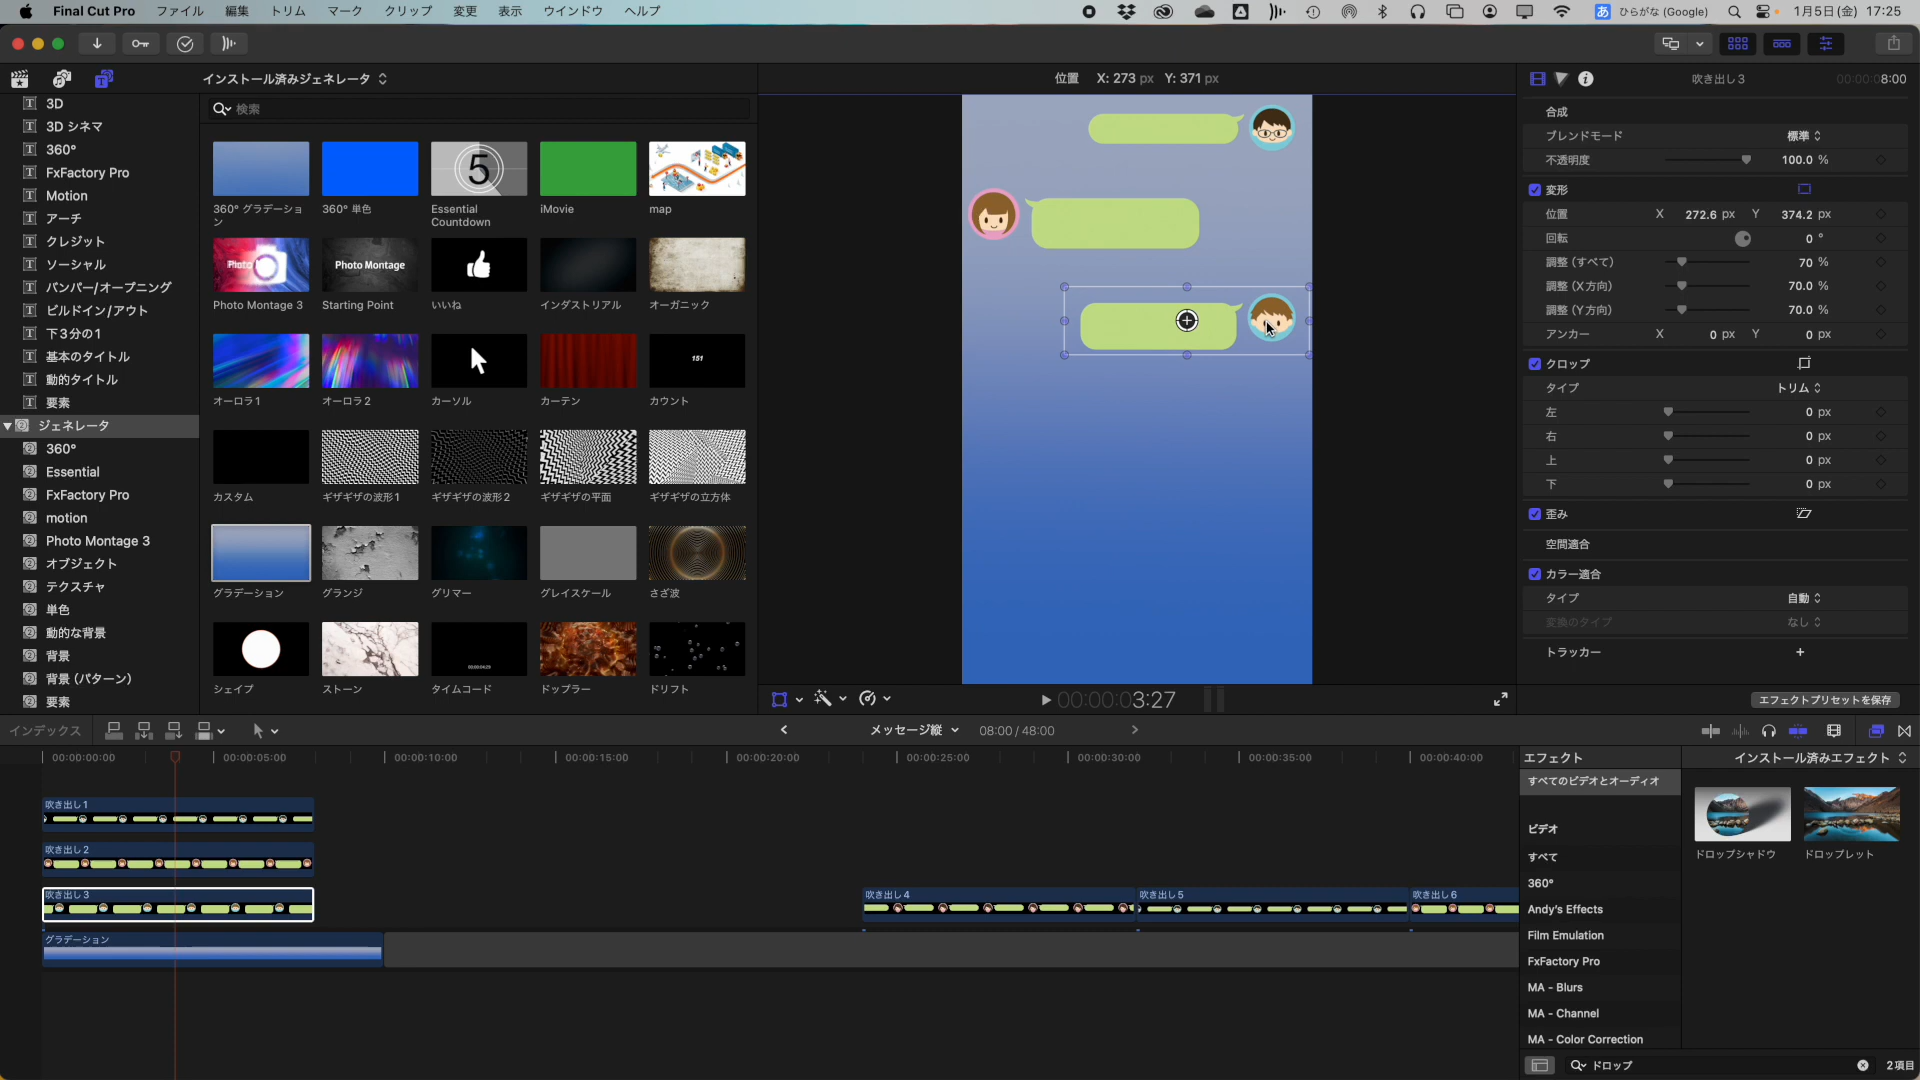 Final Cut Pro ファイル 編集 トリム マーク クリップ 変更 表示 ウインドウ ヘルプ
あ ひらがな (Google) 1月5日(金) 17:25
インストール済みジェネレータ
位置 X: 273 px Y: 371 px
吹き出し3 00:00:08:00
検索
3D
3D シネマ
360°
FxFactory Pro
Motion
アーチ
クレジット
ソーシャル
バンパー/オープニング
ビルドイン/アウト
下3分の1
基本のタイトル
動的タイトル
要素
ジェネレータ
360°
Essential
FxFactory Pro
motion
Photo Montage 3
オブジェクト
テクスチャ
単色
動的な背景
背景
背景 (パターン)
要素
5
360° グラデーション
360° 単色
Essential Countdown
iMovie
map
Photo
Photo Montage
Photo Montage 3
Starting Point
いいね
インダストリアル
オーガニック
151
オーロラ1
オーロラ2
カーソル
カーテン
カウント
カスタム
ギザギザの波形1
ギザギザの波形2
ギザギザの平面
ギザギザの立方体
グラデーション
グランジ
グリマー
グレイスケール
さざ波
00:00:04:29
シェイプ
ストーン
タイムコード
ドップラー
ドリフト
合成
ブレンドモード 標準
不透明度 100.0 %
変形
位置 X 272.6 px Y 374.2 px
回転 0 °
調整 (すべて) 70 %
調整 (X方向) 70.0 %
調整 (Y方向) 70.0 %
アンカー X 0 px Y 0 px
クロップ
タイプ トリム
左 0 px
右 0 px
上 0 px
下 0 px
歪み
空間適合
カラー適合
タイプ 自動
変換のタイプ なし
トラッカー +
エフェクトプリセットを保存
00:00:03:27
インデックス
メッセージ縦 08:00 / 48:00
00:00:00:00 00:00:05:00 00:00:10:00 00:00:15:00 00:00:20:00 00:00:25:00 00:00:30:00 00:00:35:00 00:00:40:00
吹き出し1
吹き出し2
吹き出し3
吹き出し4
吹き出し5
吹き出し6
グラデーション
エフェクト
インストール済みエフェクト
すべてのビデオとオーディオ
ビデオ
すべて
360°
Andy's Effects
Film Emulation
FxFactory Pro
MA - Blurs
MA - Channel
MA - Color Correction
ドロップシャドウ
ドロップレット
ドロップ
2項目